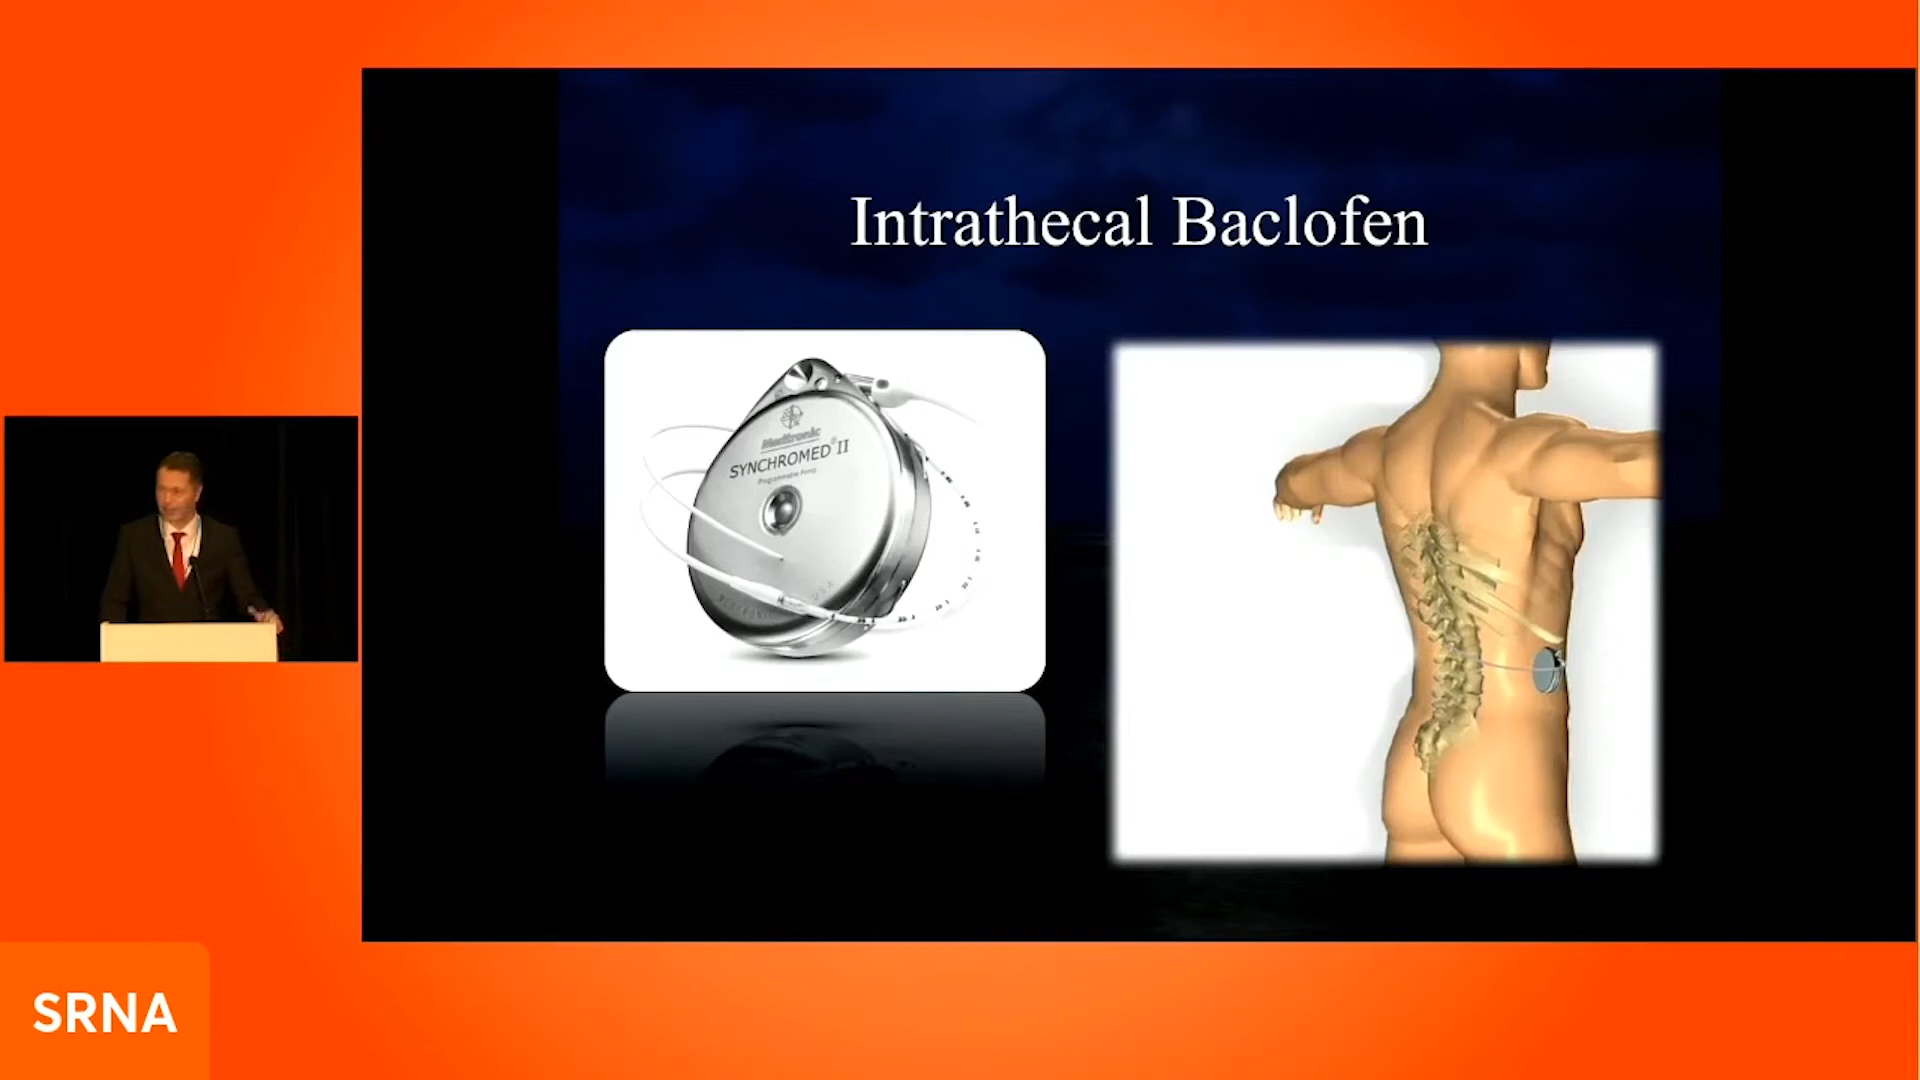 Intrathecal Baclofen
Medtronic
SYNCHROMED® II
Programmable Pump
SRNA